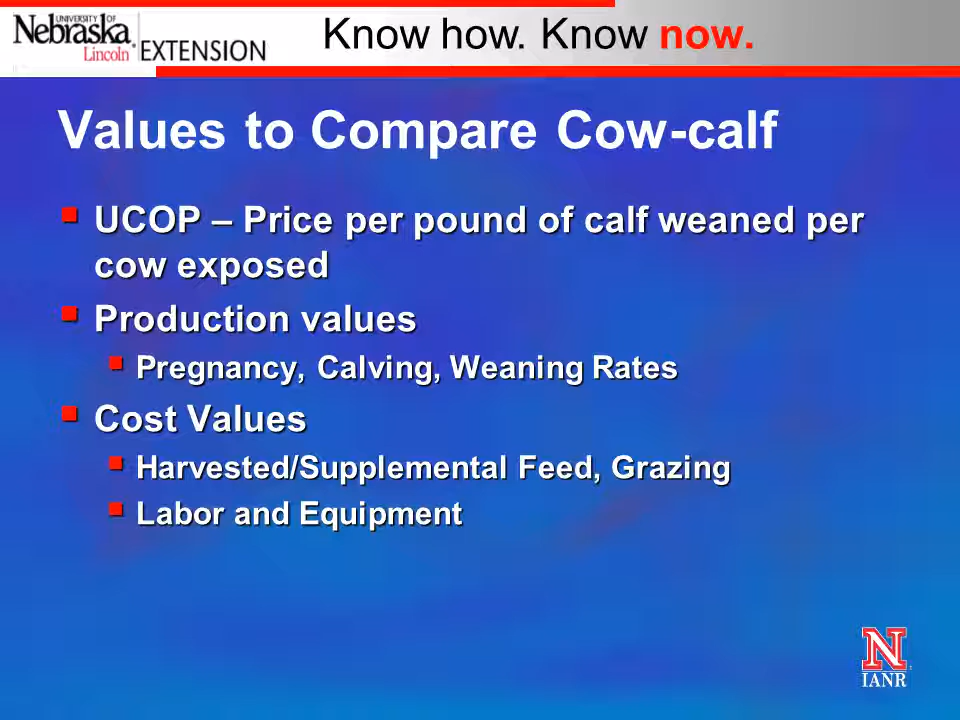 UNIVERSITY OF
Nebraska
Lincoln
EXTENSION
Know how. Know now.
Values to Compare Cow-calf
UCOP – Price per pound of calf weaned per
cow exposed
Production values
Pregnancy, Calving, Weaning Rates
Cost Values
Harvested/Supplemental Feed, Grazing
Labor and Equipment
N
IANR